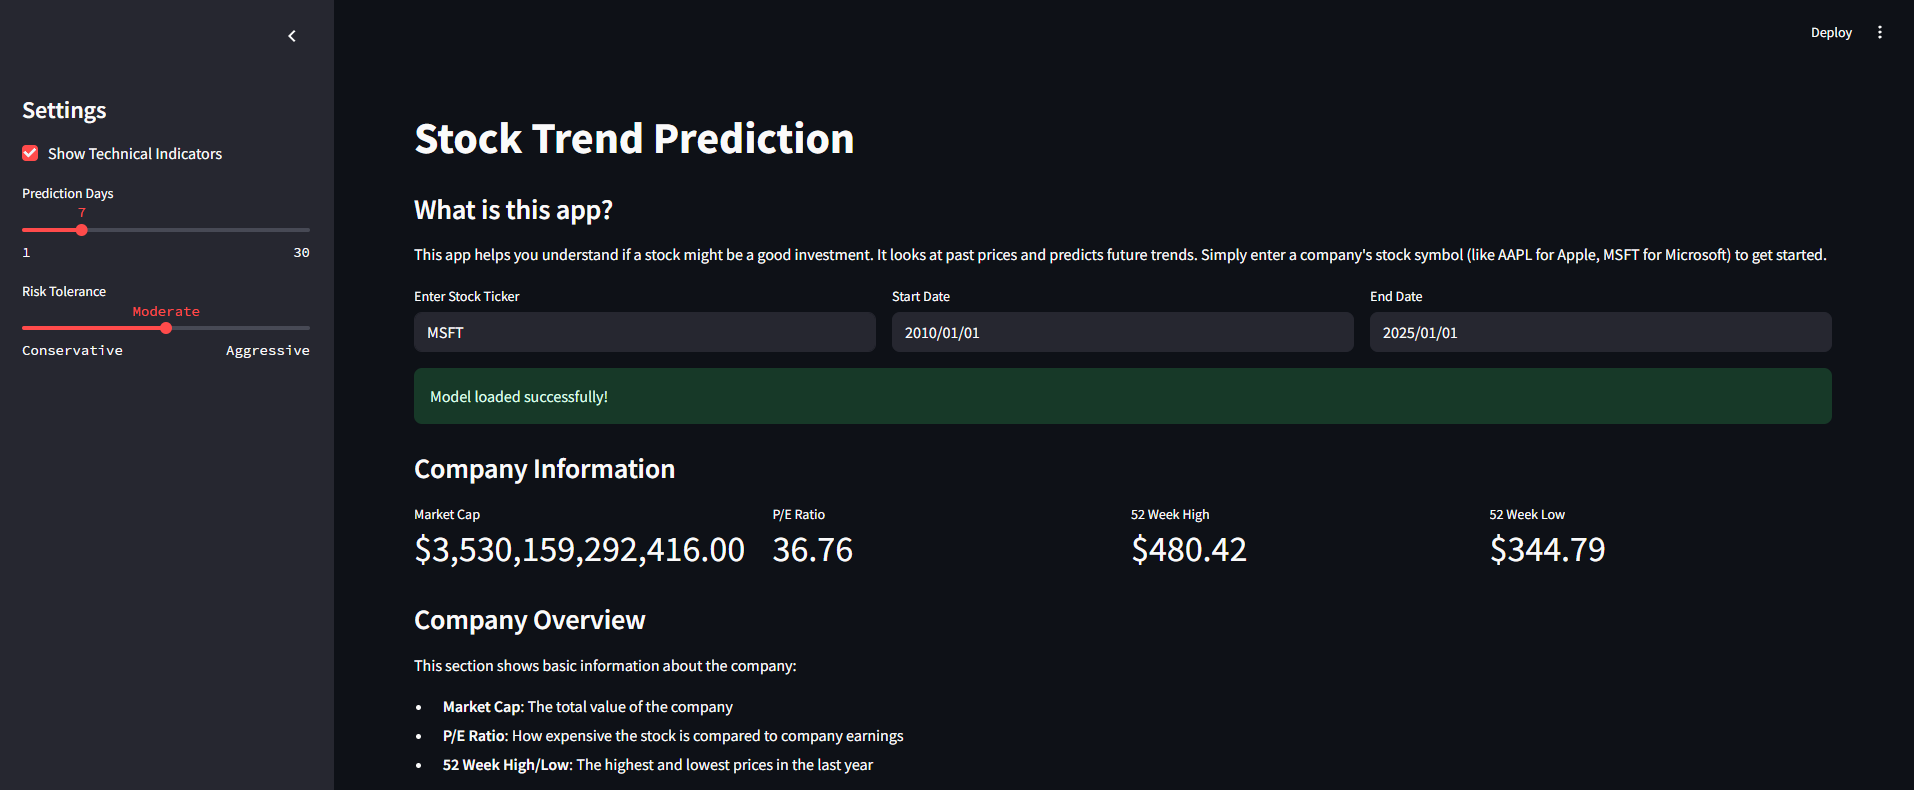 Deploy
Settings
Show Technical Indicators
Prediction Days
7
1 30
Risk Tolerance
Moderate
Conservative Aggressive
Stock Trend Prediction
What is this app?
This app helps you understand if a stock might be a good investment. It looks at past prices and predicts future trends. Simply enter a company's stock symbol (like AAPL for Apple, MSFT for Microsoft) to get started.
Enter Stock Ticker Start Date End Date
MSFT 2010/01/01 2025/01/01
Model loaded successfully!
Company Information
Market Cap P/E Ratio 52 Week High 52 Week Low
$3,530,159,292,416.00 36.76 $480.42 $344.79
Company Overview
This section shows basic information about the company:
• Market Cap: The total value of the company
• P/E Ratio: How expensive the stock is compared to company earnings
• 52 Week High/Low: The highest and lowest prices in the last year